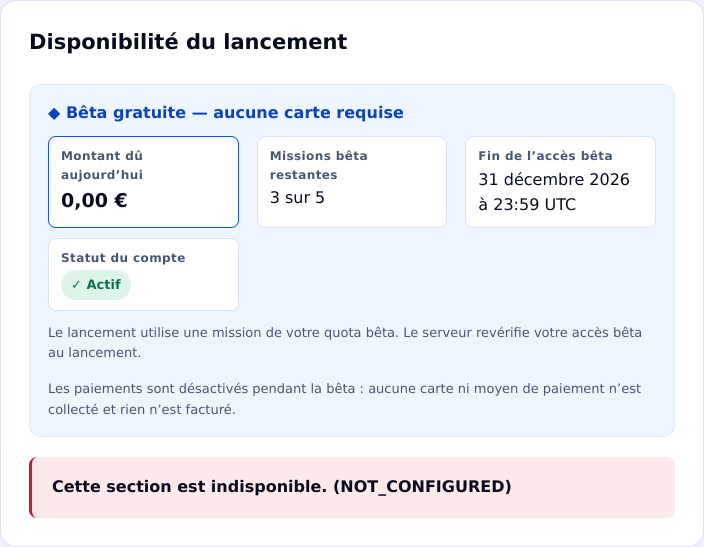 Disponibilité du lancement
◆ Bêta gratuite — aucune carte requise
Montant dû
aujourd’hui
0,00 €
Missions bêta
restantes
3 sur 5
Fin de l’accès bêta
31 décembre 2026
à 23:59 UTC
Statut du compte
✓ Actif
Le lancement utilise une mission de votre quota bêta. Le serveur revérifie votre accès bêta
au lancement.
Les paiements sont désactivés pendant la bêta : aucune carte ni moyen de paiement n’est
collecté et rien n’est facturé.
Cette section est indisponible. (NOT_CONFIGURED)